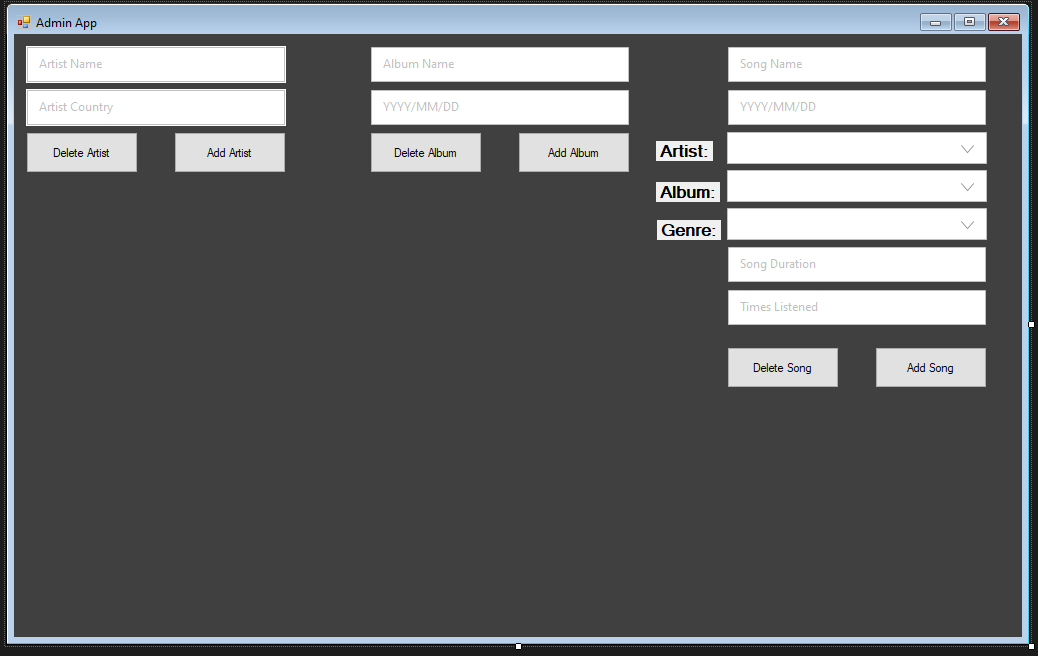 Admin App
Artist Name
Artist Country
Delete Artist
Add Artist
Album Name
YYYY/MM/DD
Delete Album
Add Album
Song Name
YYYY/MM/DD
Artist:
Album:
Genre:
Song Duration
Times Listened
Delete Song
Add Song